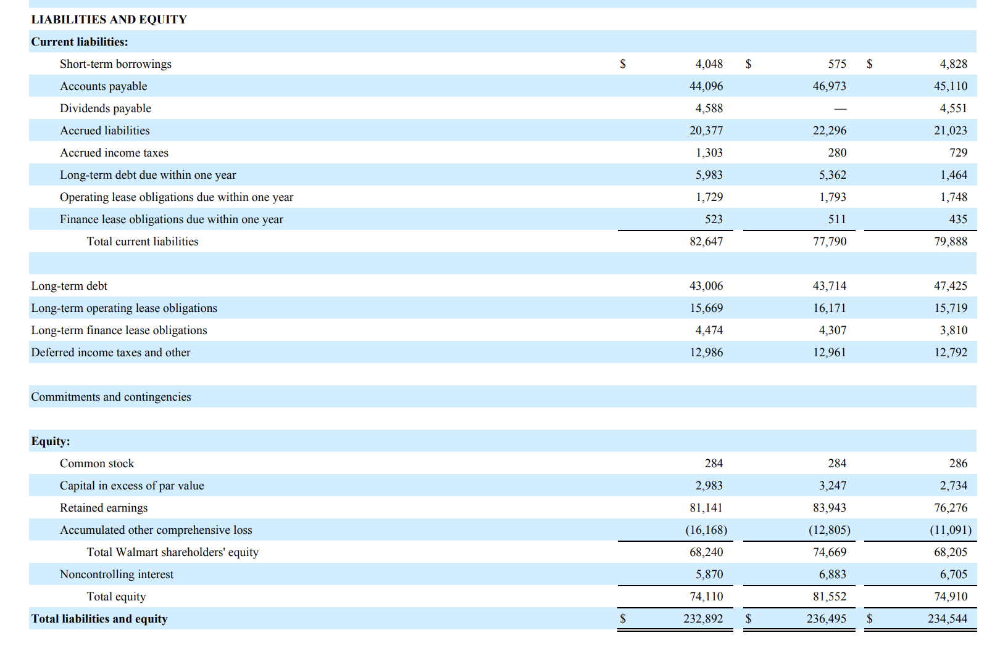 LIABILITIES AND EQUITY
Current liabilities:
Short-term borrowings $ 4,048 $ 575 $ 4,828
Accounts payable 44,096 46,973 45,110
Dividends payable 4,588 — 4,551
Accrued liabilities 20,377 22,296 21,023
Accrued income taxes 1,303 280 729
Long-term debt due within one year 5,983 5,362 1,464
Operating lease obligations due within one year 1,729 1,793 1,748
Finance lease obligations due within one year 523 511 435
Total current liabilities 82,647 77,790 79,888
Long-term debt 43,006 43,714 47,425
Long-term operating lease obligations 15,669 16,171 15,719
Long-term finance lease obligations 4,474 4,307 3,810
Deferred income taxes and other 12,986 12,961 12,792
Commitments and contingencies
Equity:
Common stock 284 284 286
Capital in excess of par value 2,983 3,247 2,734
Retained earnings 81,141 83,943 76,276
Accumulated other comprehensive loss (16,168) (12,805) (11,091)
Total Walmart shareholders' equity 68,240 74,669 68,205
Noncontrolling interest 5,870 6,883 6,705
Total equity 74,110 81,552 74,910
Total liabilities and equity $ 232,892 $ 236,495 $ 234,544